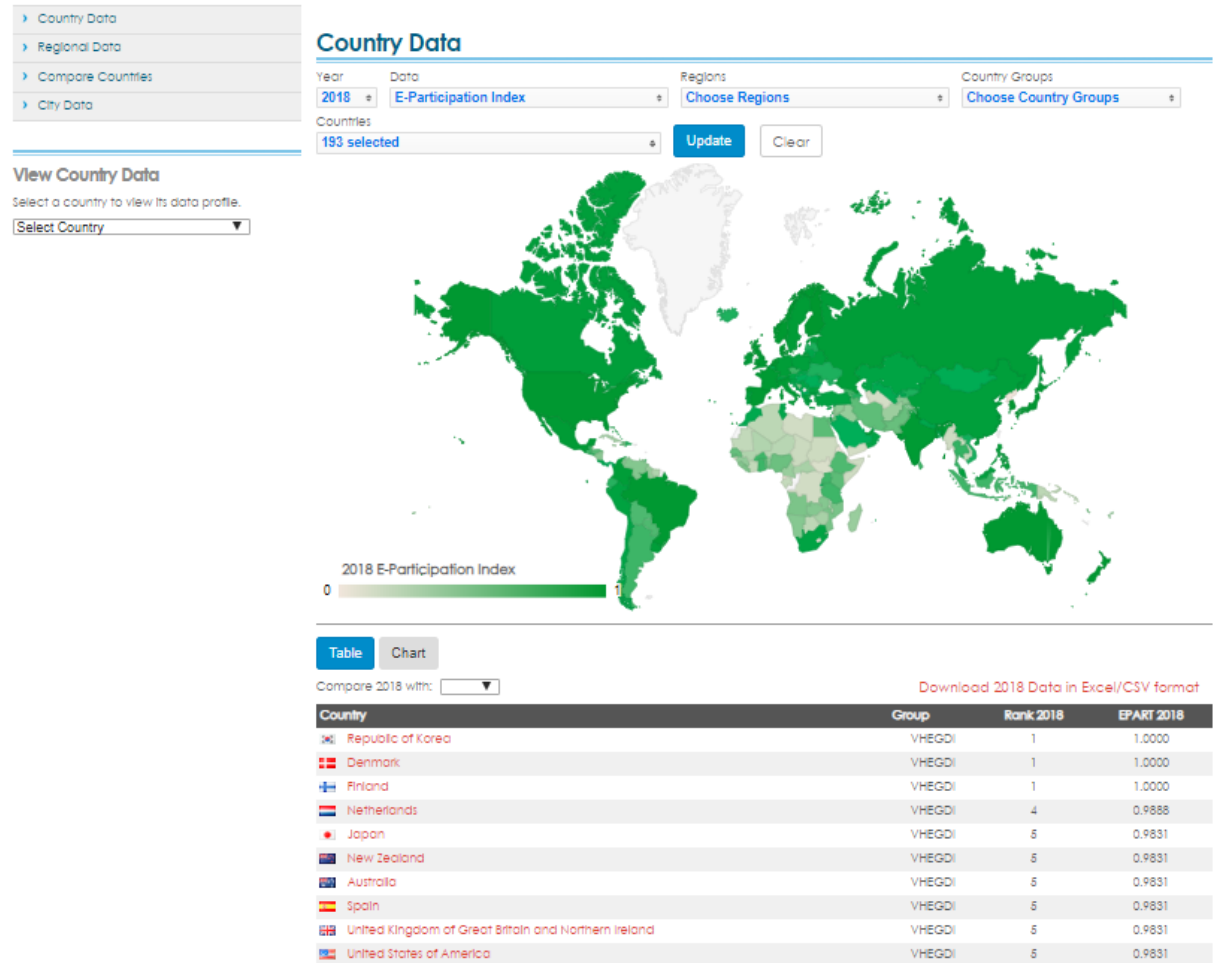 Country Data
Regional Data
Compare Countries
City Data
View Country Data
Select a country to view its data profile.
Select Country
Country Data
Year Data Regions Country Groups
2018 E-Participation Index Choose Regions Choose Country Groups
Countries
193 selected Update Clear
2018 E-Participation Index
0 1
Table Chart
Compare 2018 with:
Download 2018 Data in Excel/CSV format
Country Group Rank 2018 EPART 2018
Republic of Korea VHEGDI 1 1.0000
Denmark VHEGDI 1 1.0000
Finland VHEGDI 1 1.0000
Netherlands VHEGDI 4 0.9888
Japan VHEGDI 5 0.9831
New Zealand VHEGDI 5 0.9831
Australia VHEGDI 5 0.9831
Spain VHEGDI 5 0.9831
United Kingdom of Great Britain and Northern Ireland VHEGDI 5 0.9831
United States of America VHEGDI 5 0.9831